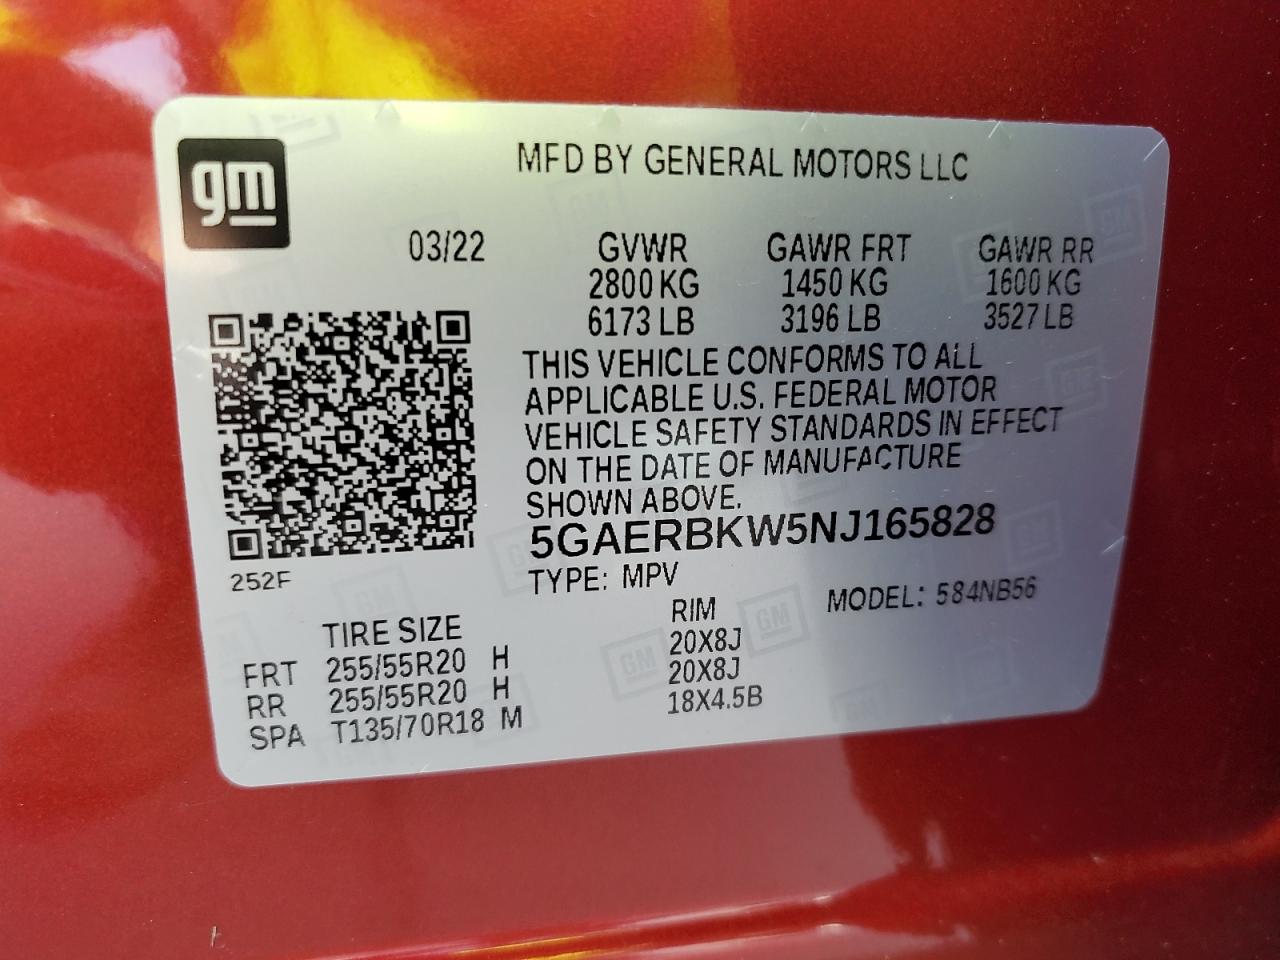 gm
MFD BY GENERAL MOTORS LLC
03/22 GVWR GAWR FRT GAWR RR
2800 KG 1450 KG 1600 KG
6173 LB 3196 LB 3527 LB
THIS VEHICLE CONFORMS TO ALL
APPLICABLE U.S. FEDERAL MOTOR
VEHICLE SAFETY STANDARDS IN EFFECT
ON THE DATE OF MANUFACTURE
SHOWN ABOVE.
5GAERBKW5NJ165828
252F
TYPE: MPV MODEL: 584NB56
TIRE SIZE RIM
FRT 255/55R20 H 20X8J
RR 255/55R20 H 20X8J
SPA T135/70R18 M 18X4.5B